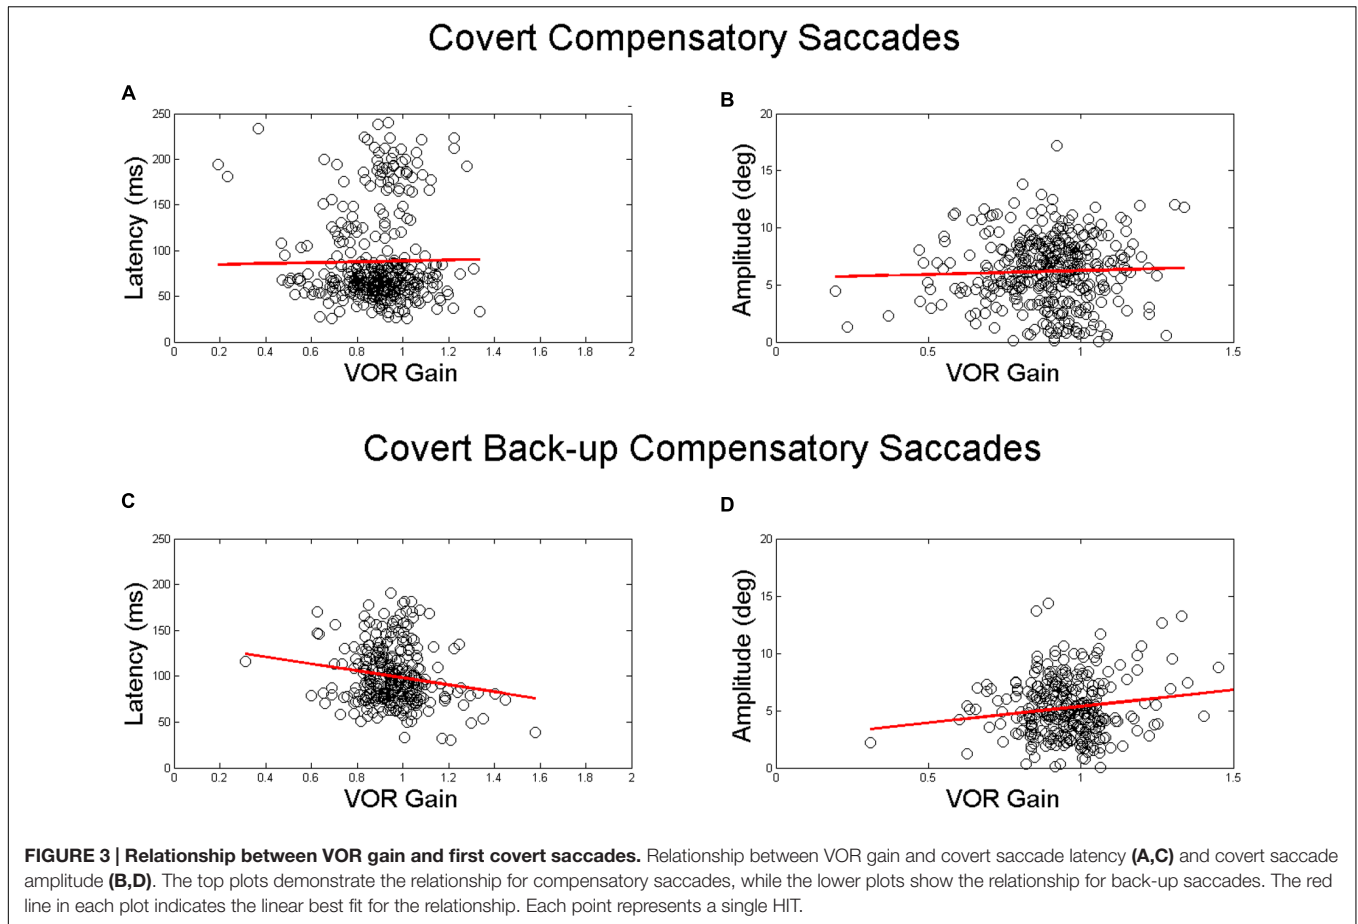 Covert Compensatory Saccades
A
B
250
200
150
100
50
0
Latency (ms)
0 0.2 0.4 0.6 0.8 1 1.2 1.4 1.6 1.8 2
VOR Gain
20
15
10
5
0
Amplitude (deg)
0 0.5 1 1.5
VOR Gain
Covert Back-up Compensatory Saccades
C
D
250
200
150
100
50
0
Latency (ms)
0 0.2 0.4 0.6 0.8 1 1.2 1.4 1.6 1.8 2
VOR Gain
20
15
10
5
0
Amplitude (deg)
0 0.5 1 1.5
VOR Gain
FIGURE 3 | Relationship between VOR gain and first covert saccades. Relationship between VOR gain and covert saccade latency (A,C) and covert saccade
amplitude (B,D). The top plots demonstrate the relationship for compensatory saccades, while the lower plots show the relationship for back-up saccades. The red
line in each plot indicates the linear best fit for the relationship. Each point represents a single HIT.